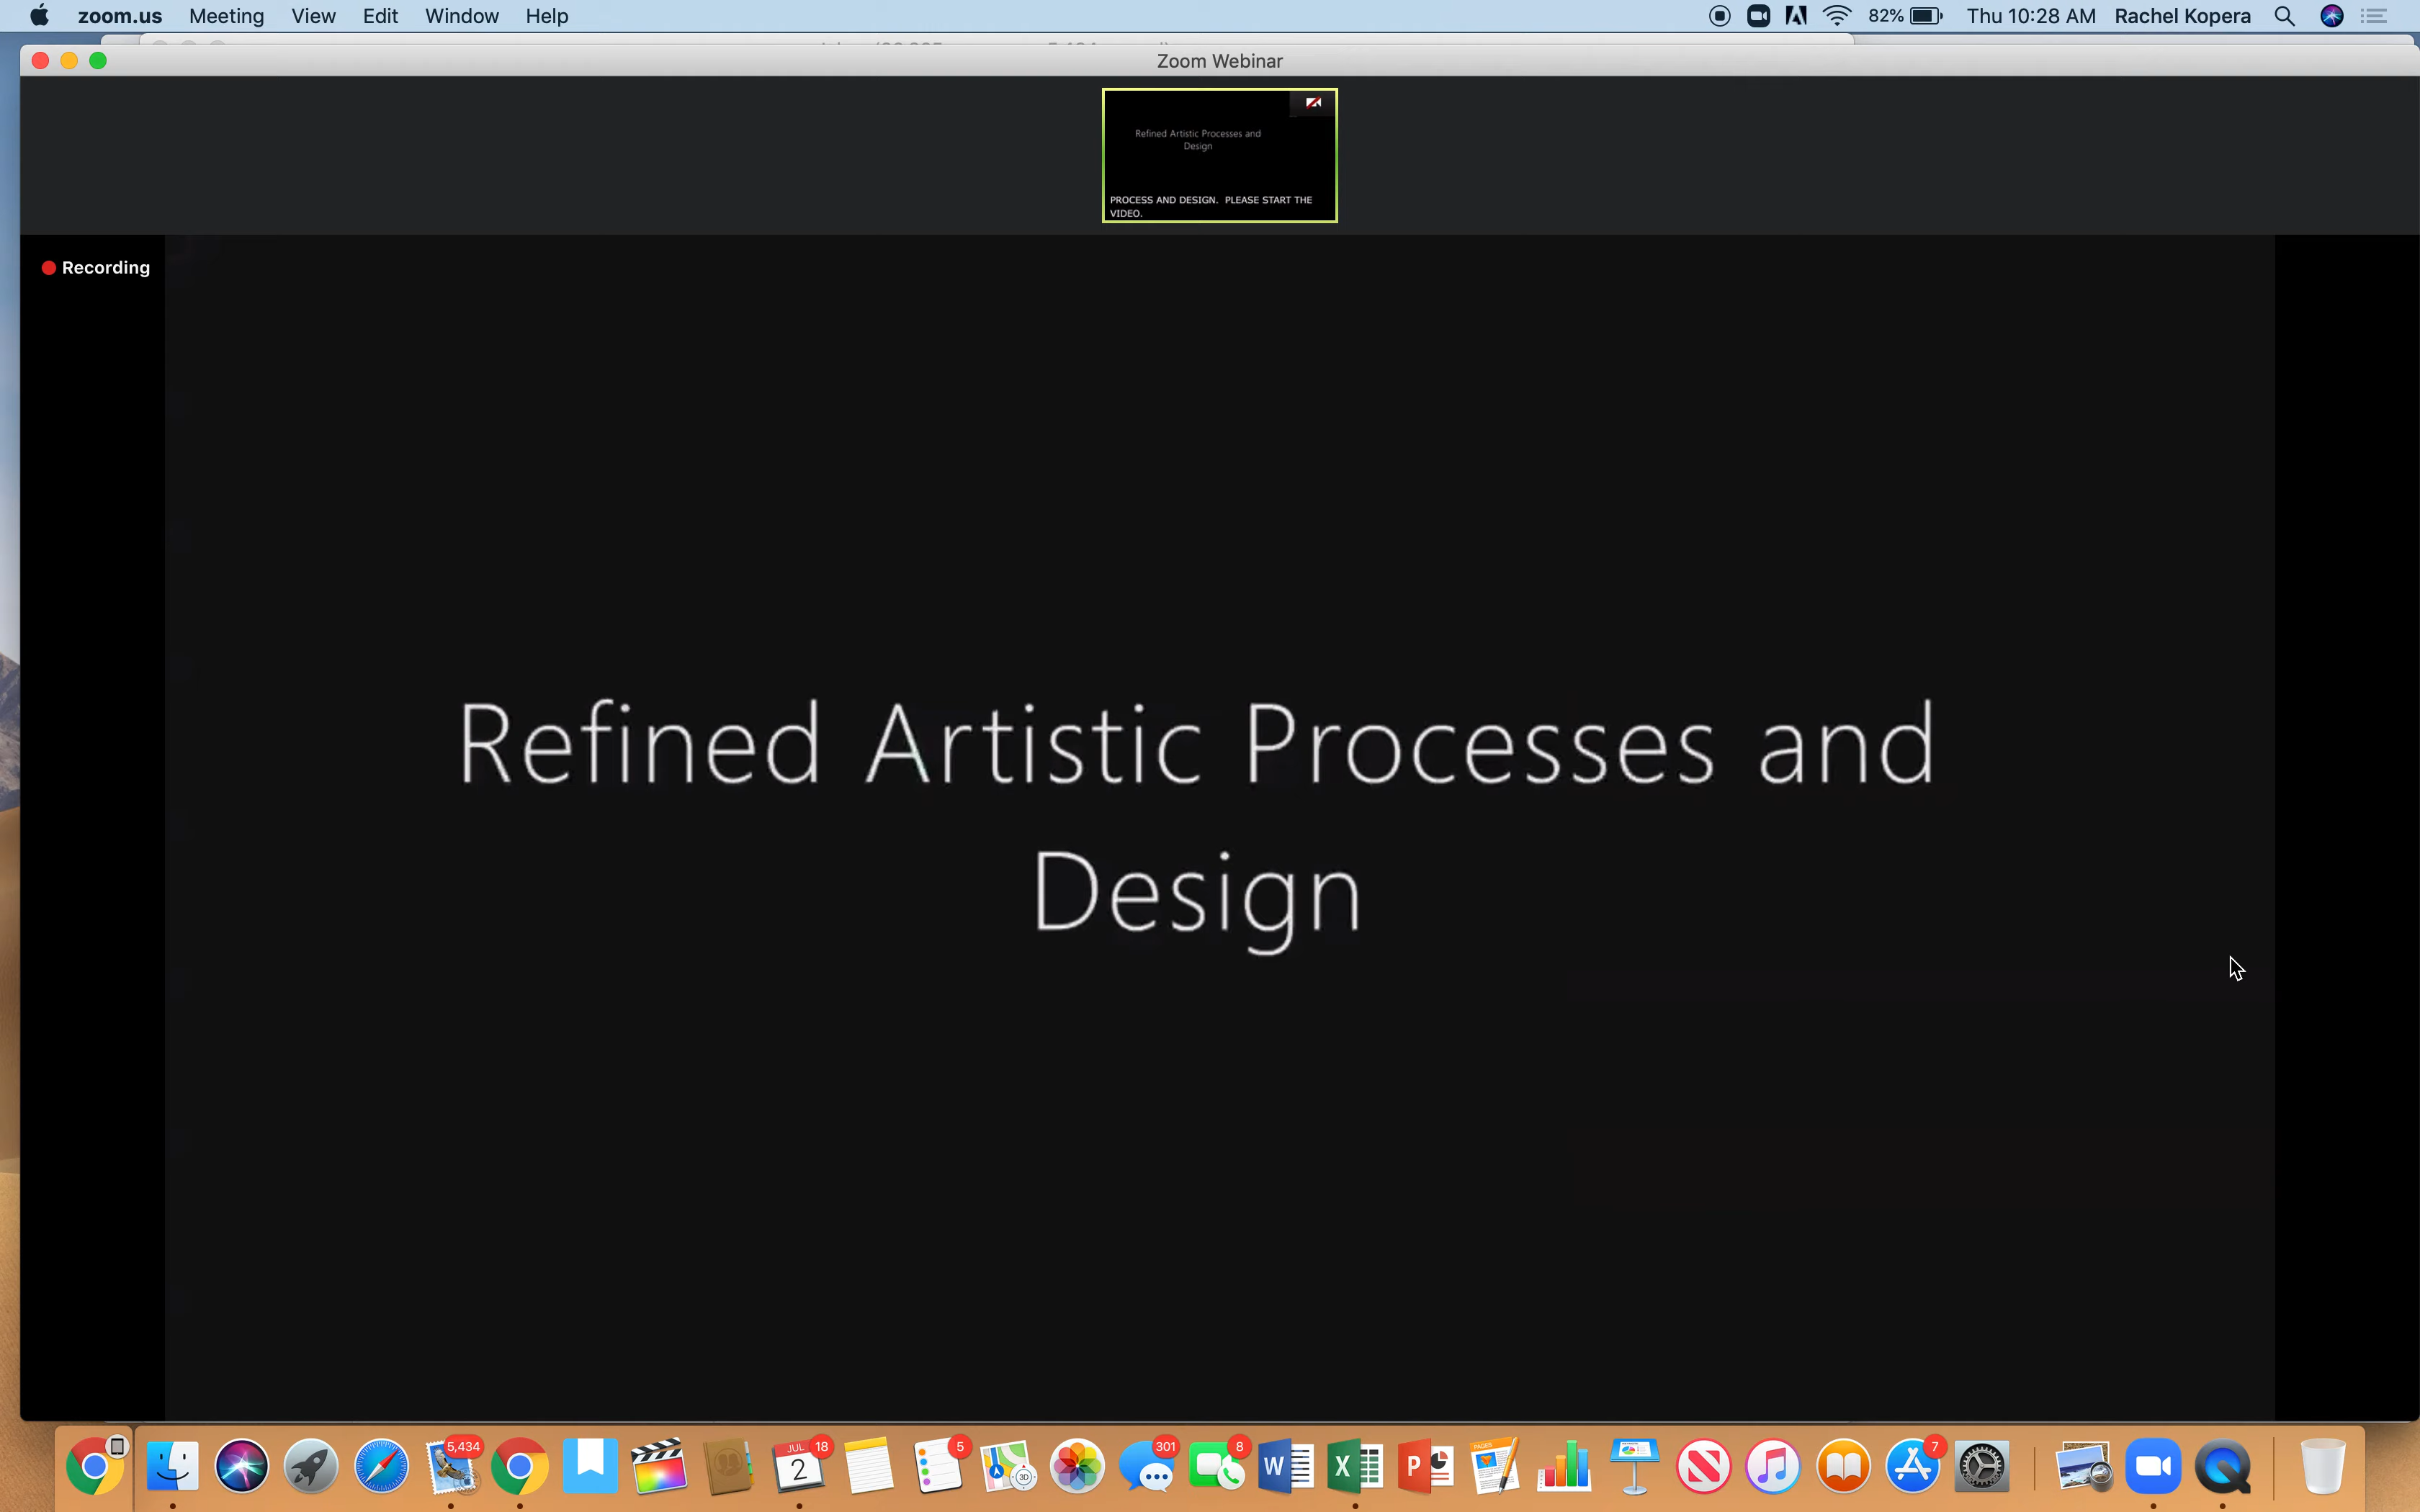 zoom.us Meeting View Edit Window Help 82% Thu 10:28 AM Rachel Kopera
Zoom Webinar
Refined Artistic Processes and
Design
PROCESS AND DESIGN. PLEASE START THE
VIDEO.
Recording
Refined Artistic Processes and
Design
5,434 JUL 18 5 301 8 7
2 3D W X P
PAGES